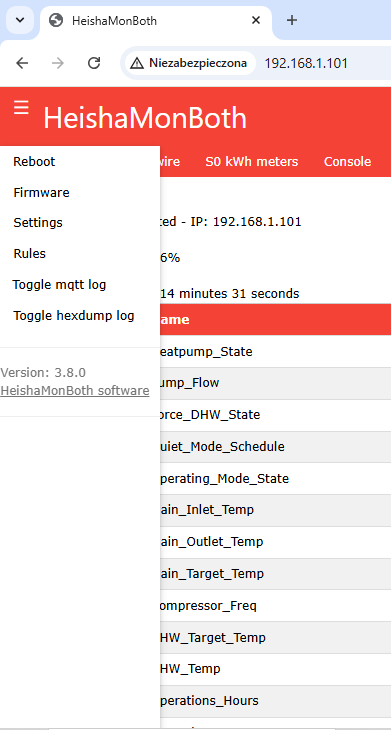 HeishaMonBoth
Niezabezpieczona 192.168.1.101
HeishaMonBoth
Reboot
wire S0 kWh meters Console
Firmware
Settings
ted - IP: 192.168.1.101
Rules
6%
Toggle mqtt log
14 minutes 31 seconds
Toggle hexdump log
ame
eatpump_State
Version: 3.8.0
ump_Flow
HeishaMonBoth software
orce_DHW_State
uiet_Mode_Schedule
perating_Mode_State
ain_Inlet_Temp
ain_Outlet_Temp
ain_Target_Temp
ompressor_Freq
HW_Target_Temp
HW_Temp
perations_Hours